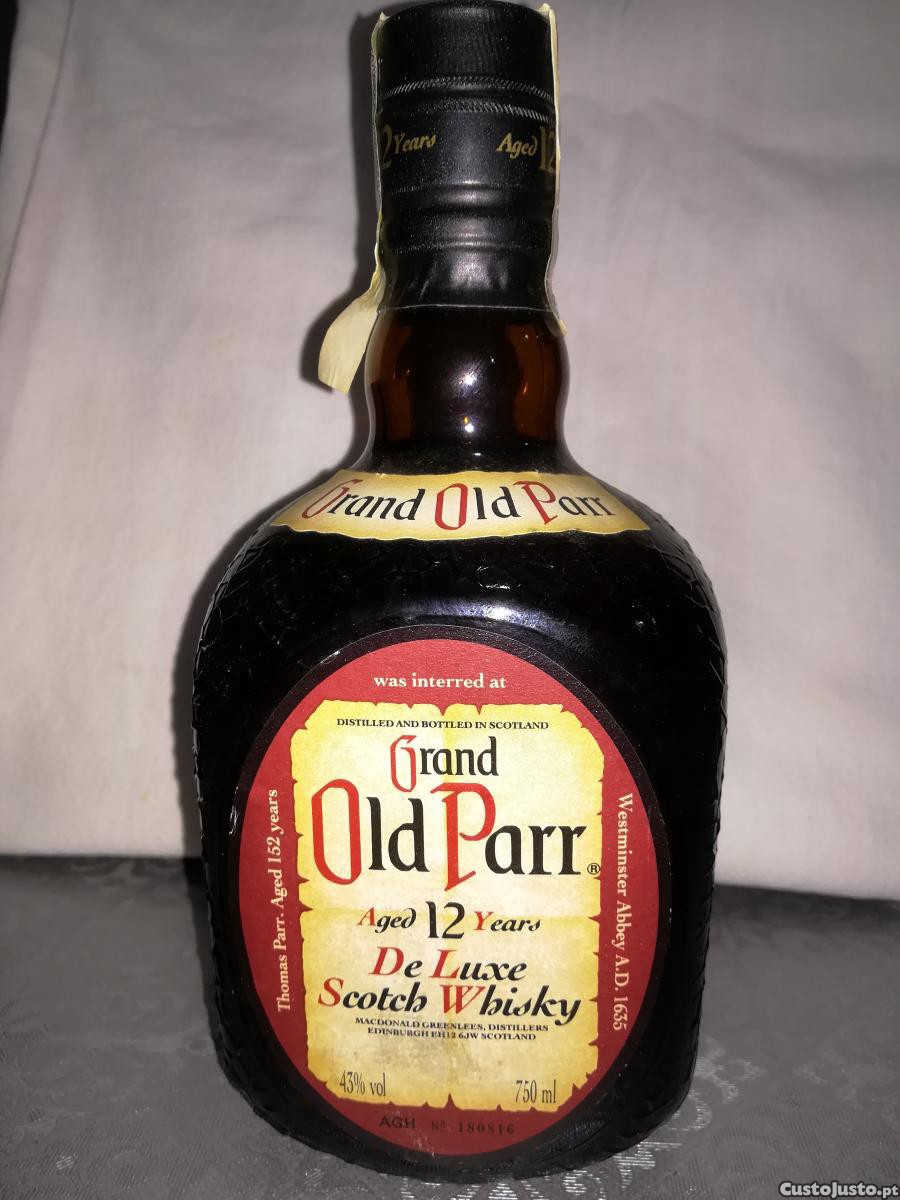 12 Years
Aged 12
Grand Old Parr
was interred at
Thomas Parr. Aged 152 years
Westminster Abbey A.D. 1635
DISTILLED AND BOTTLED IN SCOTLAND
Grand
Old Parr®
Aged 12 Years
De Luxe
Scotch Whisky
MACDONALD GREENLEES, DISTILLERS
EDINBURGH EH12 6JW SCOTLAND
43% vol 750 ml
AGH Nº 180816
CustoJusto.pt